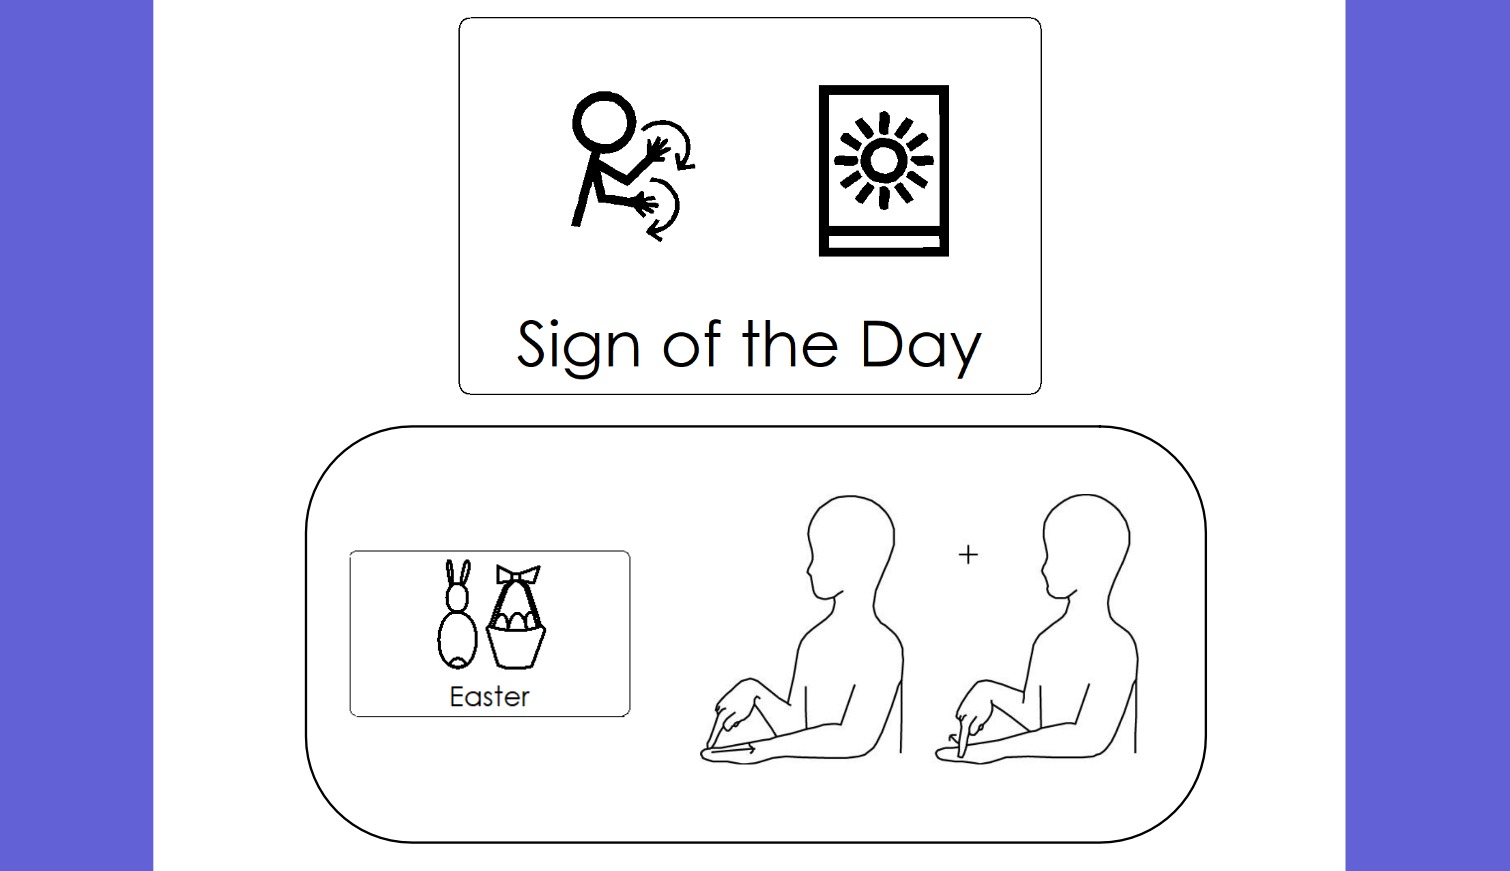 Sign of the Day
Easter
+